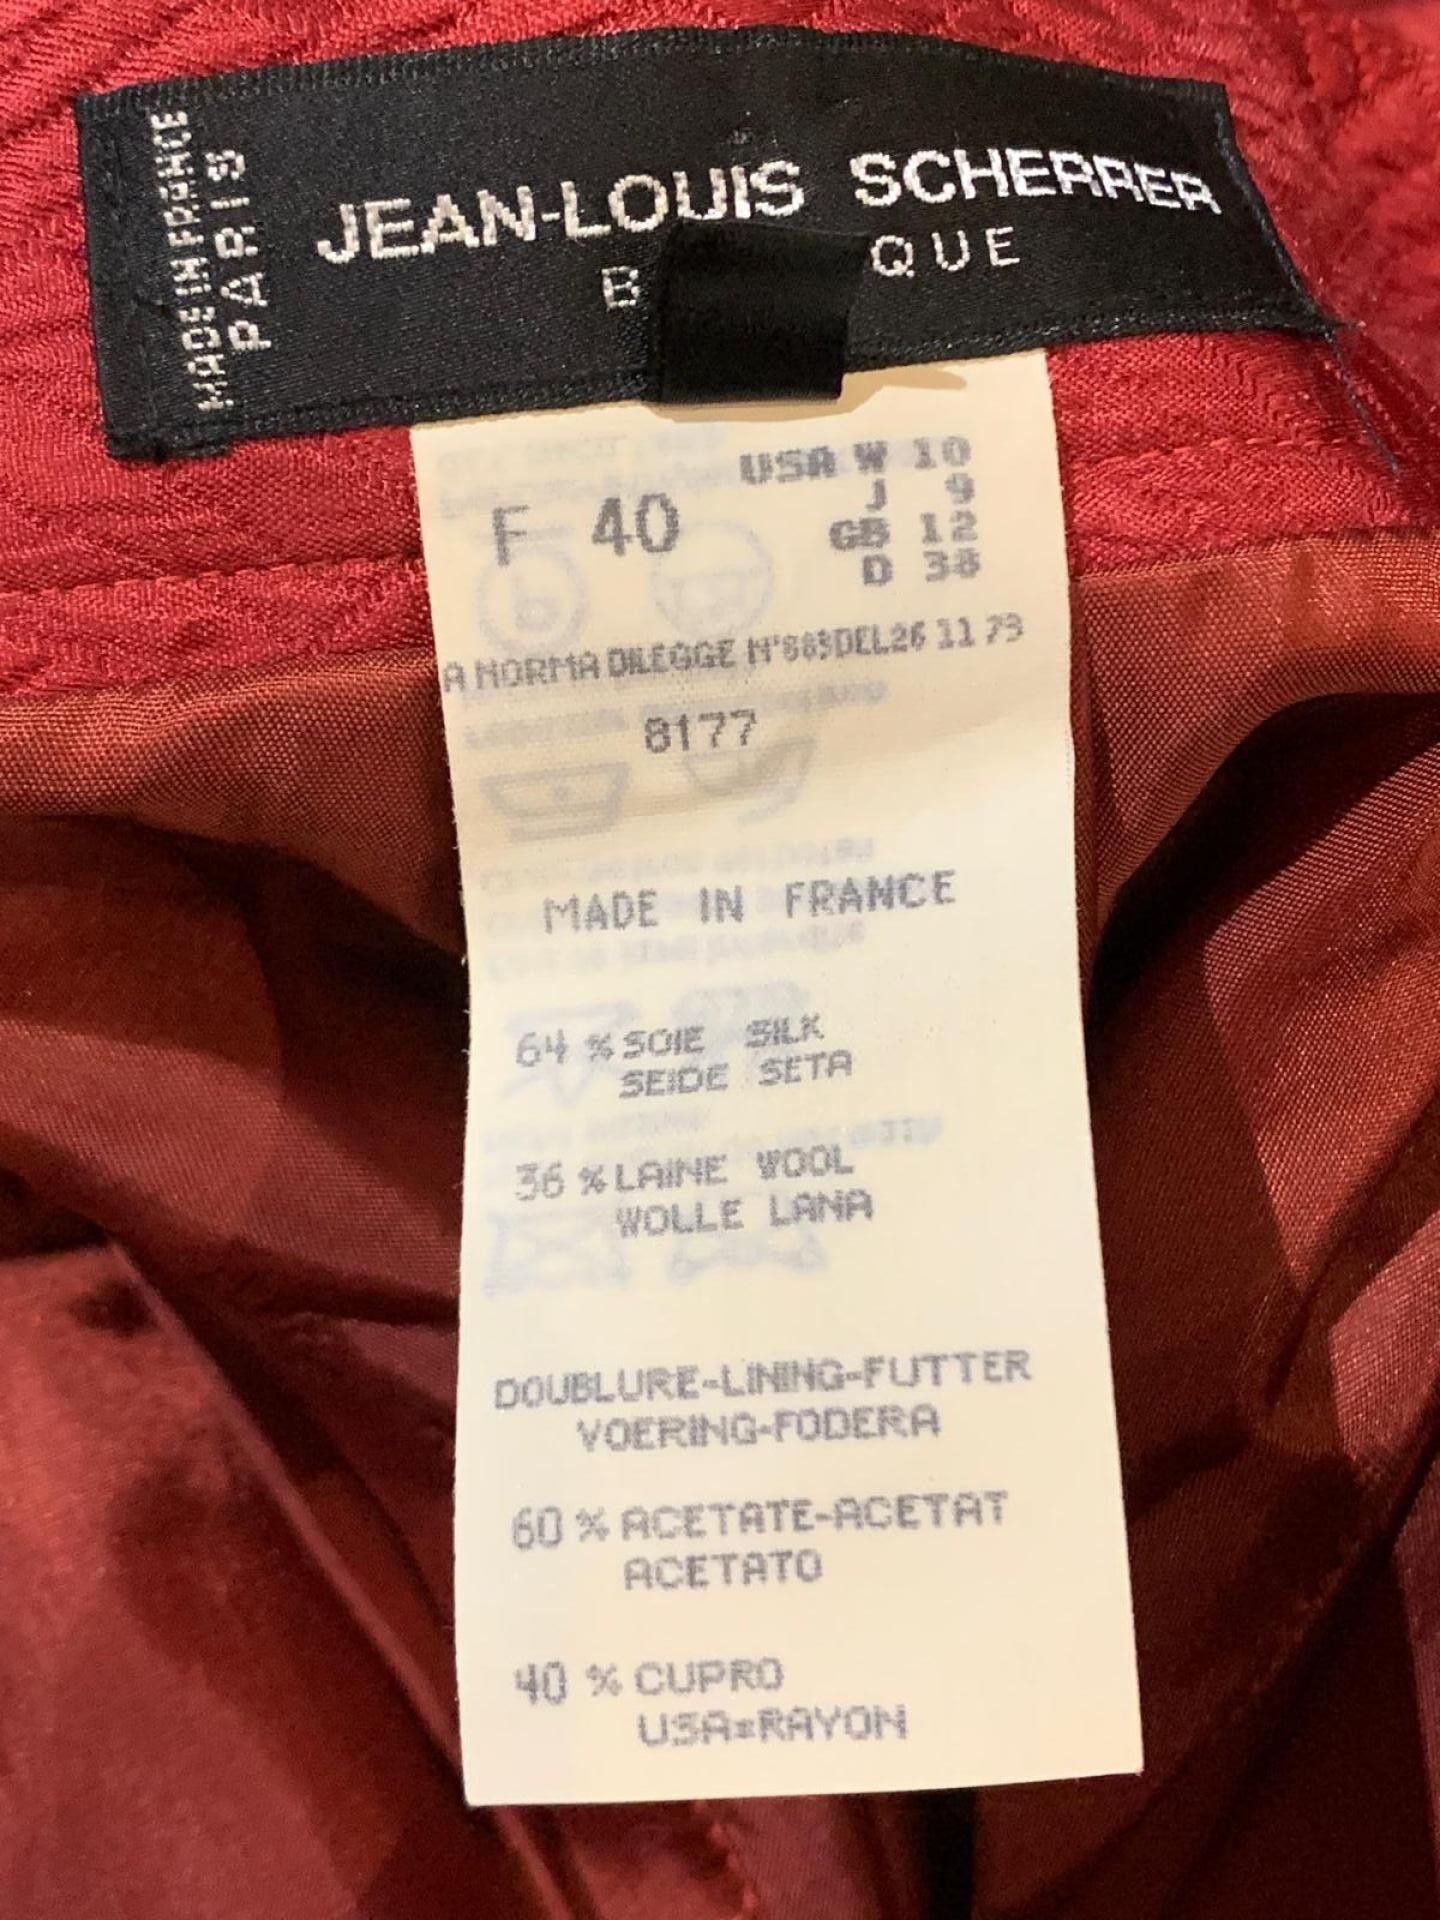 MADE IN FRANCE
PARIS
JEAN-LOUIS SCHERRER
B QUE
USA W 10
F 40
J 9
GB 12
D 38
A NORMA DILEGGE N°883DEL26 11 73
8177
MADE IN FRANCE
64 % SOIE SILK
SEIDE SETA
36 % LAINE WOOL
WOLLE LANA
DOUBLURE-LINING-FUTTER
VOERING-FODERA
60 % ACETATE-ACETAT
ACETATO
40 % CUPRO
USA=RAYON